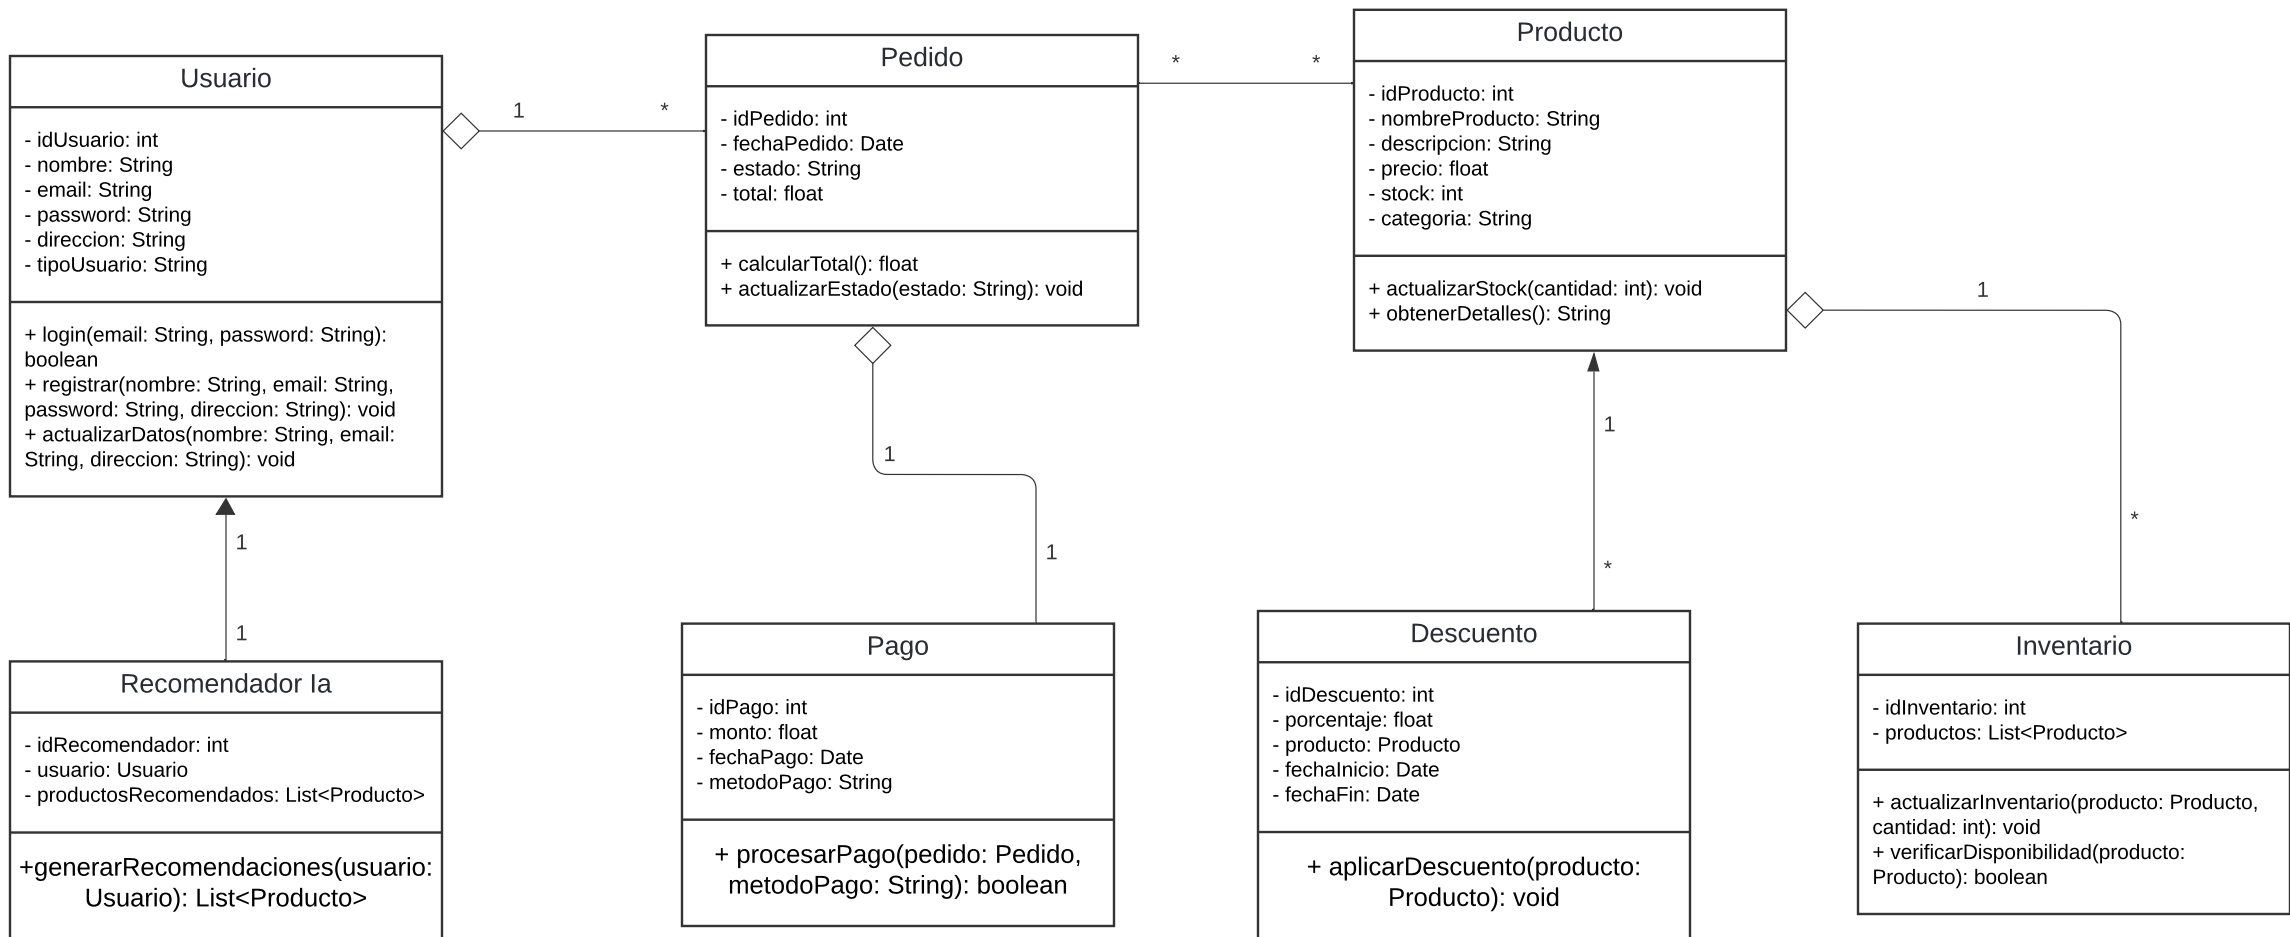 Usuario
- idUsuario: int
- nombre: String
- email: String
- password: String
- direccion: String
- tipoUsuario: String
+ login(email: String, password: String):
boolean
+ registrar(nombre: String, email: String,
password: String, direccion: String): void
+ actualizarDatos(nombre: String, email:
String, direccion: String): void
1
*
Pedido
- idPedido: int
- fechaPedido: Date
- estado: String
- total: float
+ calcularTotal(): float
+ actualizarEstado(estado: String): void
*
*
Producto
- idProducto: int
- nombreProducto: String
- descripcion: String
- precio: float
- stock: int
- categoria: String
+ actualizarStock(cantidad: int): void
+ obtenerDetalles(): String
1
*
1
1
1
1
1
*
Recomendador Ia
- idRecomendador: int
- usuario: Usuario
- productosRecomendados: List<Producto>
+generarRecomendaciones(usuario:
Usuario): List<Producto>
Pago
- idPago: int
- monto: float
- fechaPago: Date
- metodoPago: String
+ procesarPago(pedido: Pedido,
metodoPago: String): boolean
Descuento
- idDescuento: int
- porcentaje: float
- producto: Producto
- fechaInicio: Date
- fechaFin: Date
+ aplicarDescuento(producto:
Producto): void
Inventario
- idInventario: int
- productos: List<Producto>
+ actualizarInventario(producto: Producto,
cantidad: int): void
+ verificarDisponibilidad(producto:
Producto): boolean